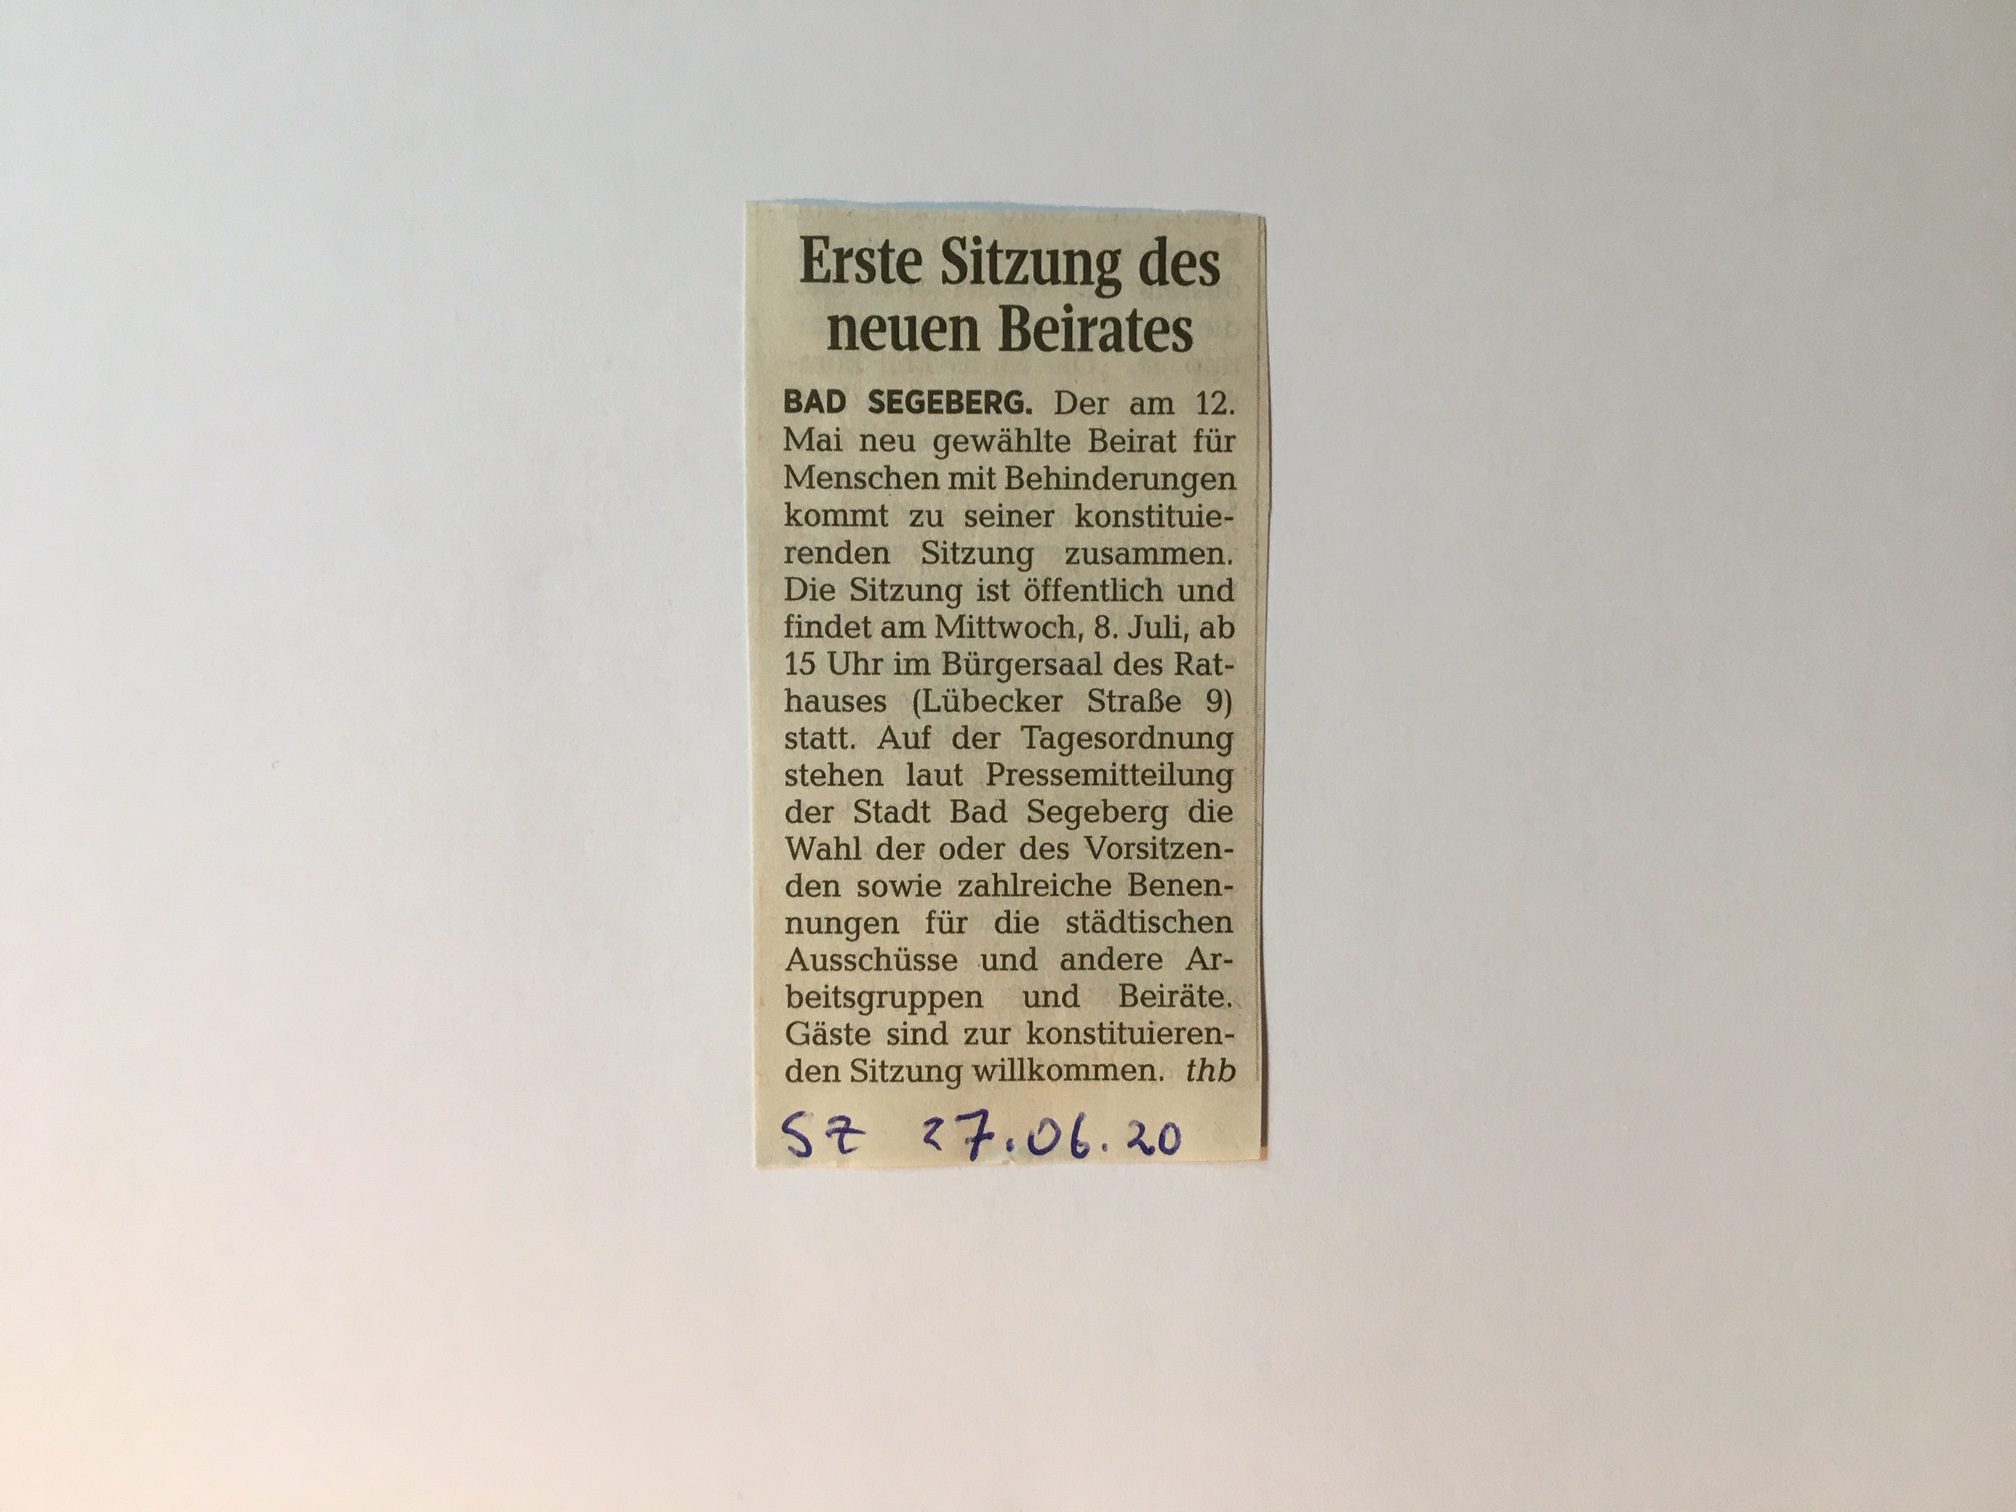 Erste Sitzung des
neuen Beirates
BAD SEGEBERG. Der am 12.
Mai neu gewählte Beirat für
Menschen mit Behinderungen
kommt zu seiner konstituie-
renden Sitzung zusammen.
Die Sitzung ist öffentlich und
findet am Mittwoch, 8. Juli, ab
15 Uhr im Bürgersaal des Rat-
hauses (Lübecker Straße 9)
statt. Auf der Tagesordnung
stehen laut Pressemitteilung
der Stadt Bad Segeberg die
Wahl der oder des Vorsitzen-
den sowie zahlreiche Benen-
nungen für die städtischen
Ausschüsse und andere Ar-
beitsgruppen und Beiräte.
Gäste sind zur konstituieren-
den Sitzung willkommen. thb
SZ 27.06.20